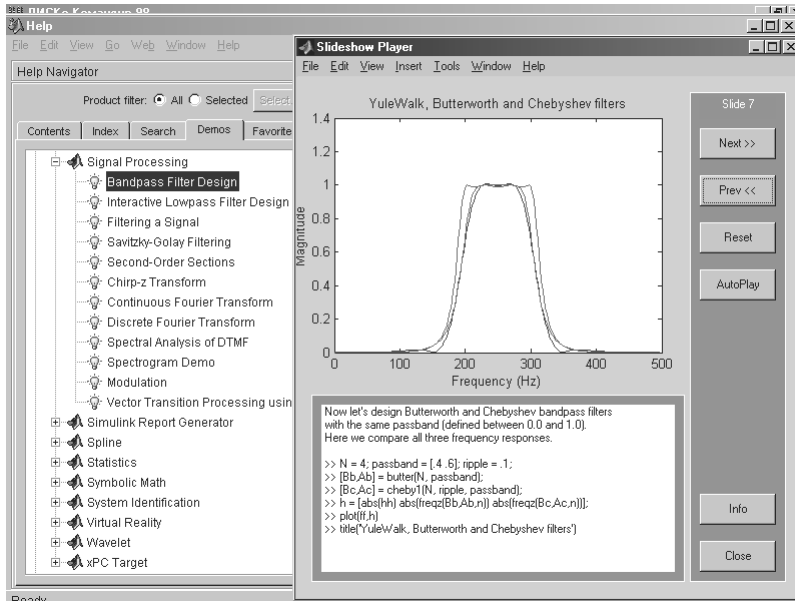 ПИСКо Командир 98
Help
File Edit View Go Web Window Help
Help Navigator
Product filter: All Selected Select.
Contents Index Search Demos Favorite
Signal Processing
Bandpass Filter Design
Interactive Lowpass Filter Design
Filtering a Signal
Savitzky-Golay Filtering
Second-Order Sections
Chirp-z Transform
Continuous Fourier Transform
Discrete Fourier Transform
Spectral Analysis of DTMF
Spectrogram Demo
Modulation
Vector Transition Processing usin
Simulink Report Generator
Spline
Statistics
Symbolic Math
System Identification
Virtual Reality
Wavelet
xPC Target
Ready
Slideshow Player
File Edit View Insert Tools Window Help
YuleWalk, Butterworth and Chebyshev filters
1.4
1.2
1
0.8
0.6
0.4
0.2
0
Magnitude
0 100 200 300 400 500
Frequency (Hz)
Now let's design Butterworth and Chebyshev bandpass filters
with the same passband (defined between 0.0 and 1.0).
Here we compare all three frequency responses.
>> N = 4; passband = [.4 .6]; ripple = .1;
>> [Bb,Ab] = butter(N, passband);
>> [Bc,Ac] = cheby1(N, ripple, passband);
>> h = [abs(hh) abs(freqz(Bb,Ab,n)) abs(freqz(Bc,Ac,n))];
>> plot(ff,h)
>> title('YuleWalk, Butterworth and Chebyshev filters')
Slide 7
Next >>
Prev <<
Reset
AutoPlay
Info
Close